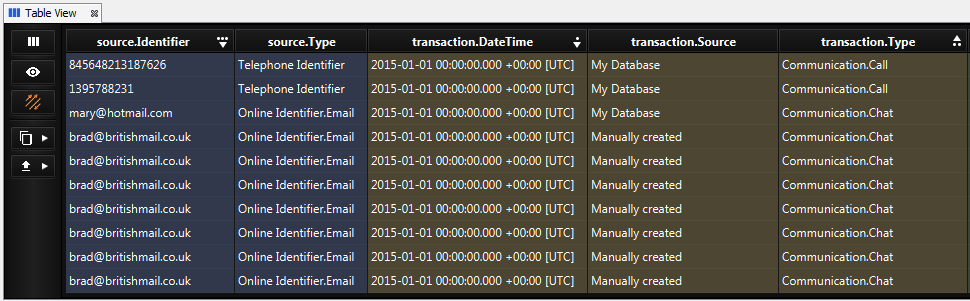 Table View
source.Identifier source.Type transaction.DateTime transaction.Source transaction.Type
845648213187626 Telephone Identifier 2015-01-01 00:00:00.000 +00:00 [UTC] My Database Communication.Call
1395788231 Telephone Identifier 2015-01-01 00:00:00.000 +00:00 [UTC] My Database Communication.Call
mary@hotmail.com Online Identifier.Email 2015-01-01 00:00:00.000 +00:00 [UTC] My Database Communication.Chat
brad@britishmail.co.uk Online Identifier.Email 2015-01-01 00:00:00.000 +00:00 [UTC] Manually created Communication.Chat
brad@britishmail.co.uk Online Identifier.Email 2015-01-01 00:00:00.000 +00:00 [UTC] Manually created Communication.Chat
brad@britishmail.co.uk Online Identifier.Email 2015-01-01 00:00:00.000 +00:00 [UTC] Manually created Communication.Chat
brad@britishmail.co.uk Online Identifier.Email 2015-01-01 00:00:00.000 +00:00 [UTC] Manually created Communication.Chat
brad@britishmail.co.uk Online Identifier.Email 2015-01-01 00:00:00.000 +00:00 [UTC] Manually created Communication.Chat
brad@britishmail.co.uk Online Identifier.Email 2015-01-01 00:00:00.000 +00:00 [UTC] Manually created Communication.Chat
brad@britishmail.co.uk Online Identifier.Email 2015-01-01 00:00:00.000 +00:00 [UTC] Manually created Communication.Chat